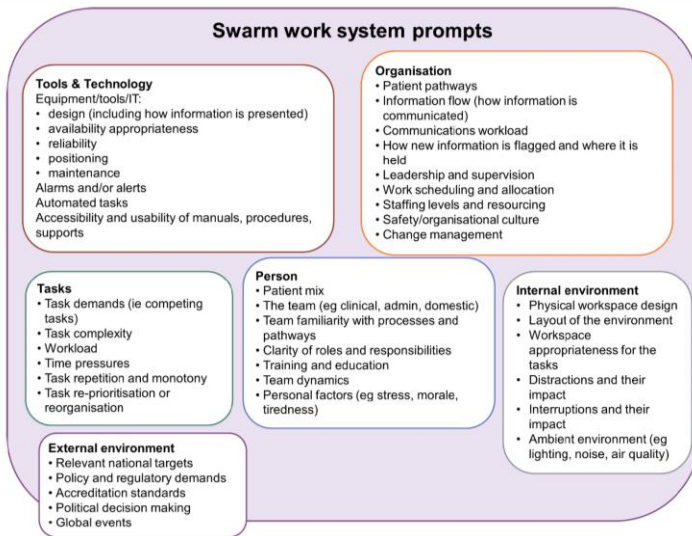 Swarm work system prompts
Tools & Technology
Equipment/tools/IT:
• design (including how information is presented)
• availability appropriateness
• reliability
• positioning
• maintenance
Alarms and/or alerts
Automated tasks
Accessibility and usability of manuals, procedures,
supports
Organisation
• Patient pathways
• Information flow (how information is
communicated)
• Communications workload
• How new information is flagged and where it is
held
• Leadership and supervision
• Work scheduling and allocation
• Staffing levels and resourcing
• Safety/organisational culture
• Change management
Tasks
• Task demands (ie competing
tasks)
• Task complexity
• Workload
• Time pressures
• Task repetition and monotony
• Task re-prioritisation or
reorganisation
Person
• Patient mix
• The team (eg clinical, admin, domestic)
• Team familiarity with processes and
pathways
• Clarity of roles and responsibilities
• Training and education
• Team dynamics
• Personal factors (eg stress, morale,
tiredness)
Internal environment
• Physical workspace design
• Layout of the environment
• Workspace
appropriateness for the
tasks
• Distractions and their
impact
• Interruptions and their
impact
• Ambient environment (eg
lighting, noise, air quality)
External environment
• Relevant national targets
• Policy and regulatory demands
• Accreditation standards
• Political decision making
• Global events